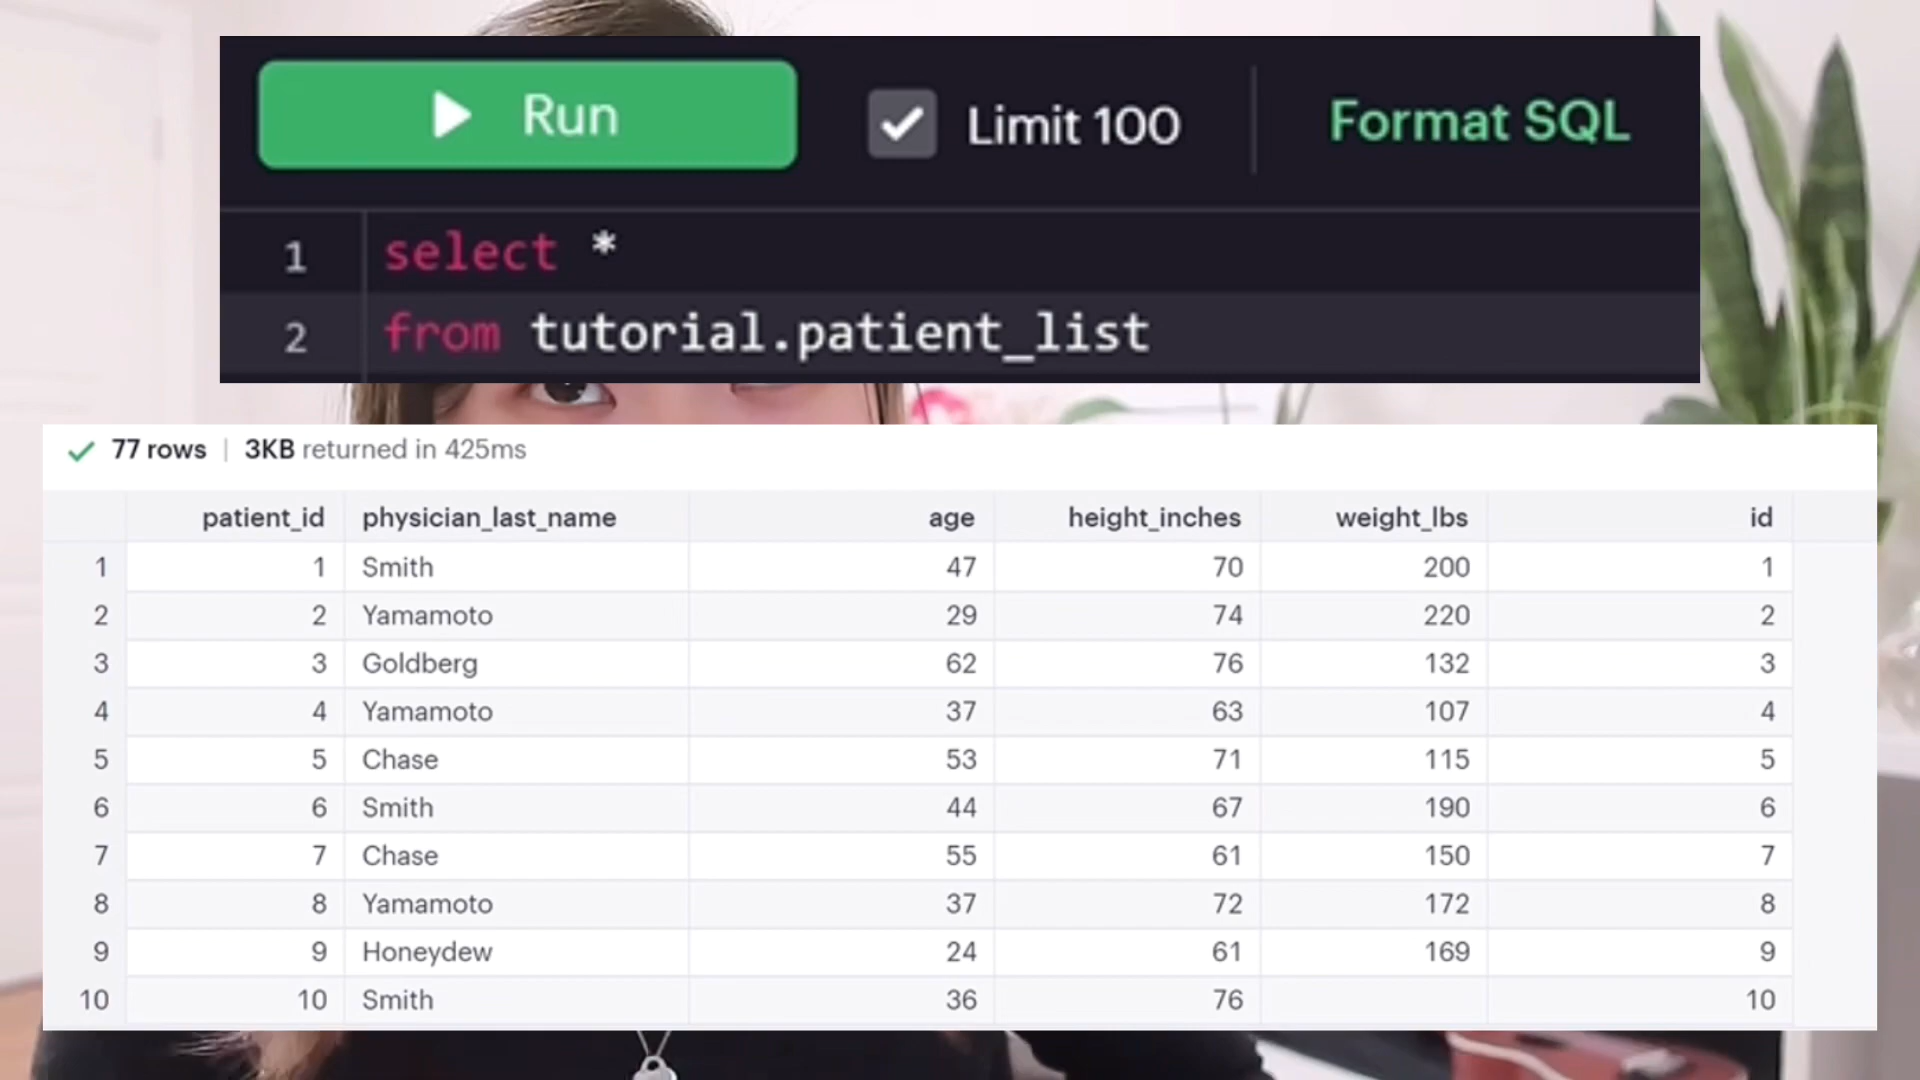 Run Limit 100 Format SQL
1 select *
2 from tutorial.patient_list
77 rows | 3KB returned in 425ms
patient_id physician_last_name age height_inches weight_lbs id
1 1 Smith 47 70 200 1
2 2 Yamamoto 29 74 220 2
3 3 Goldberg 62 76 132 3
4 4 Yamamoto 37 63 107 4
5 5 Chase 53 71 115 5
6 6 Smith 44 67 190 6
7 7 Chase 55 61 150 7
8 8 Yamamoto 37 72 172 8
9 9 Honeydew 24 61 169 9
10 10 Smith 36 76 10